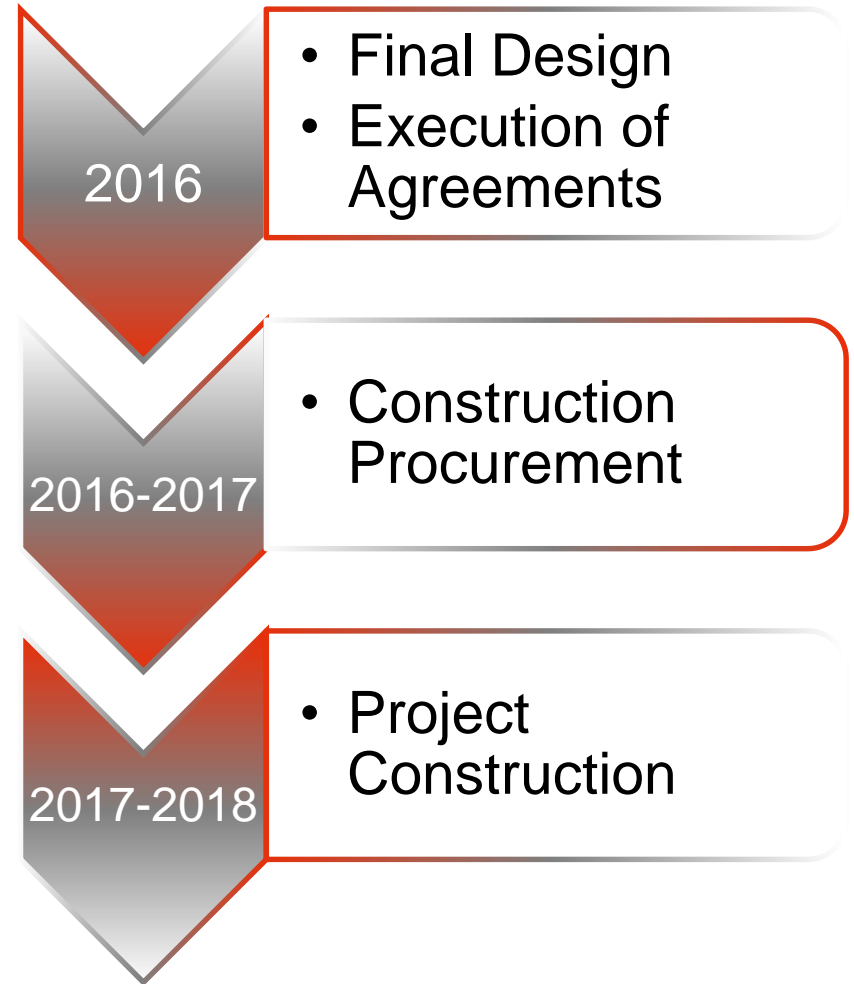 2016
• Final Design
• Execution of
Agreements
2016-2017
• Construction
Procurement
2017-2018
• Project
Construction